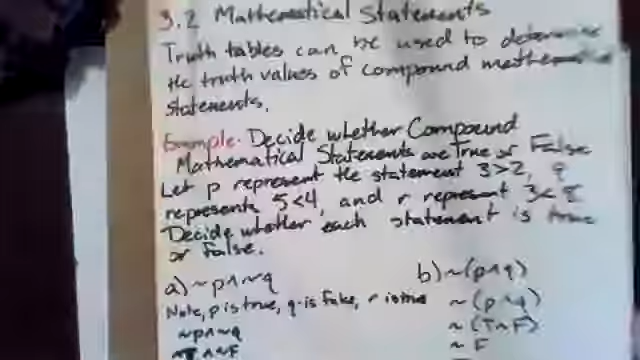 3.2 Mathematical Statements
Truth tables can be used to determine
the truth values of compound mathematical
statements.
Example. Decide whether Compound
Mathematical Statements are True or False
Let p represent the statement 3>2, q
represents 5<4, and r represent 3<
Decide whether each statement is true
or false.
a) ~p∧~q
b) ~(p∧q)
Note, p is true, q is false, r is true
~(p∧q)
~p∧~q
~(T∧F)
~T∧~F
~F